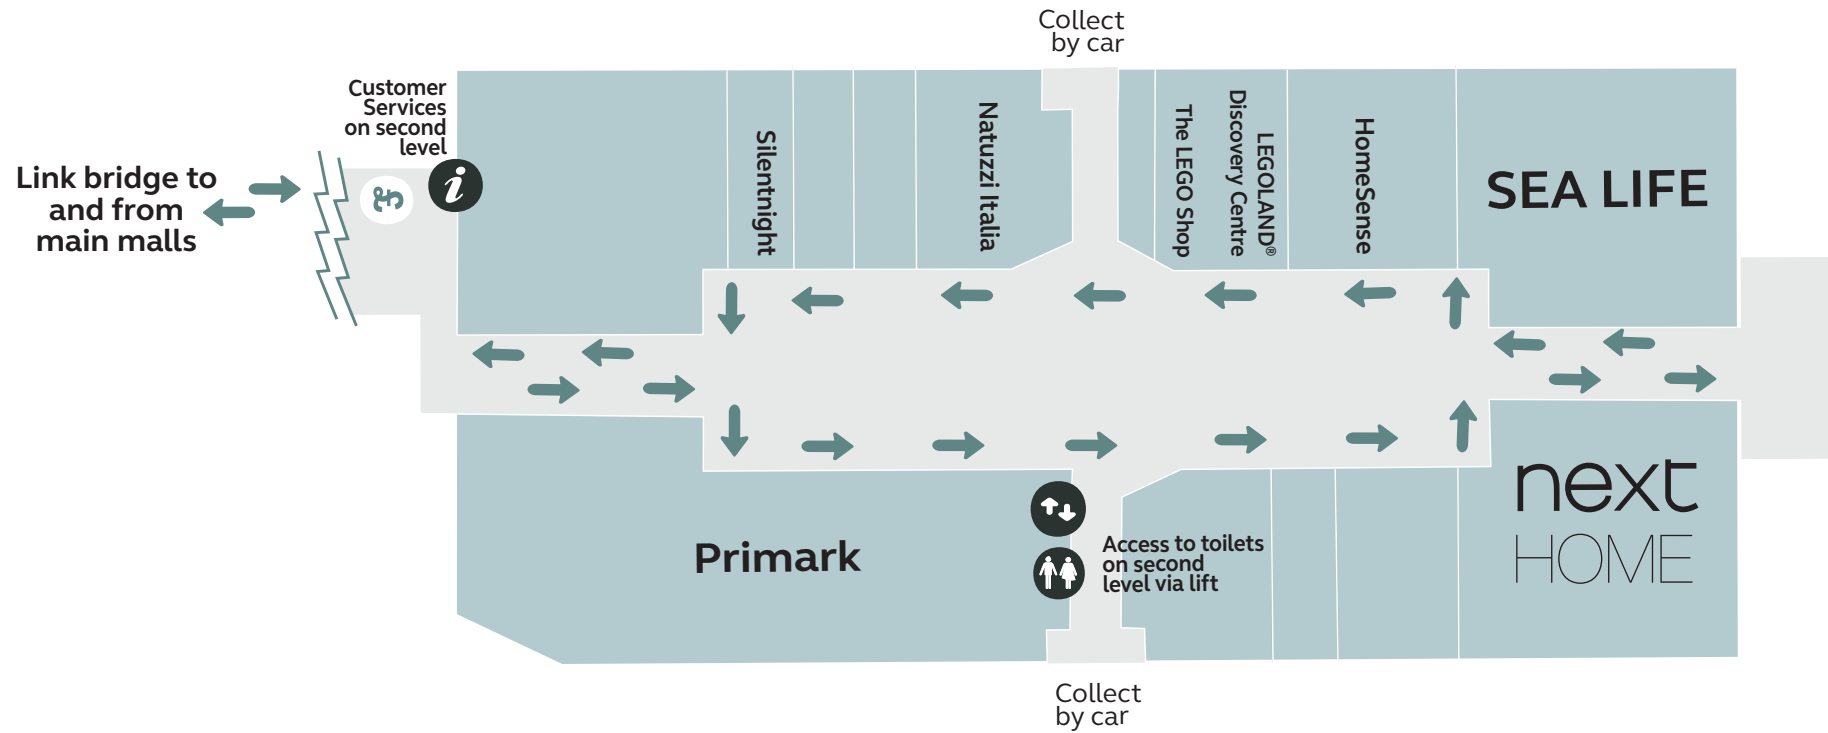 Collect
by car
Customer
Services
on second
level
Link bridge to
and from
main malls
£
i
Silentnight
Natuzzi Italia
The LEGO Shop
LEGOLAND®
Discovery Centre
HomeSense
SEA LIFE
Primark
Access to toilets
on second
level via lift
next
HOME
Collect
by car